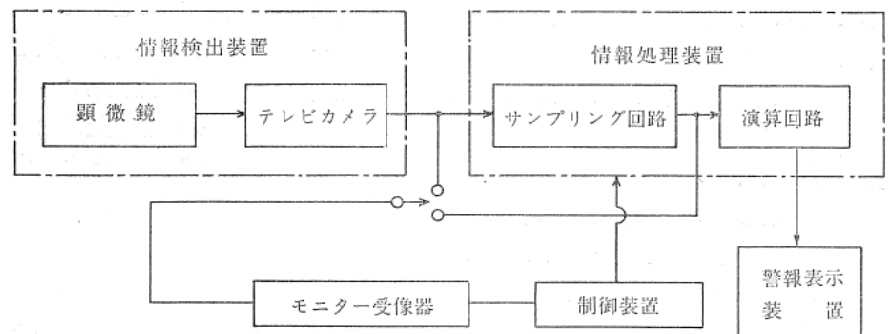 情報検出装置
情報処理装置
顕微鏡
テレビカメラ
サンプリング回路
演算回路
モニター受像器
制御装置
警報表示
装置